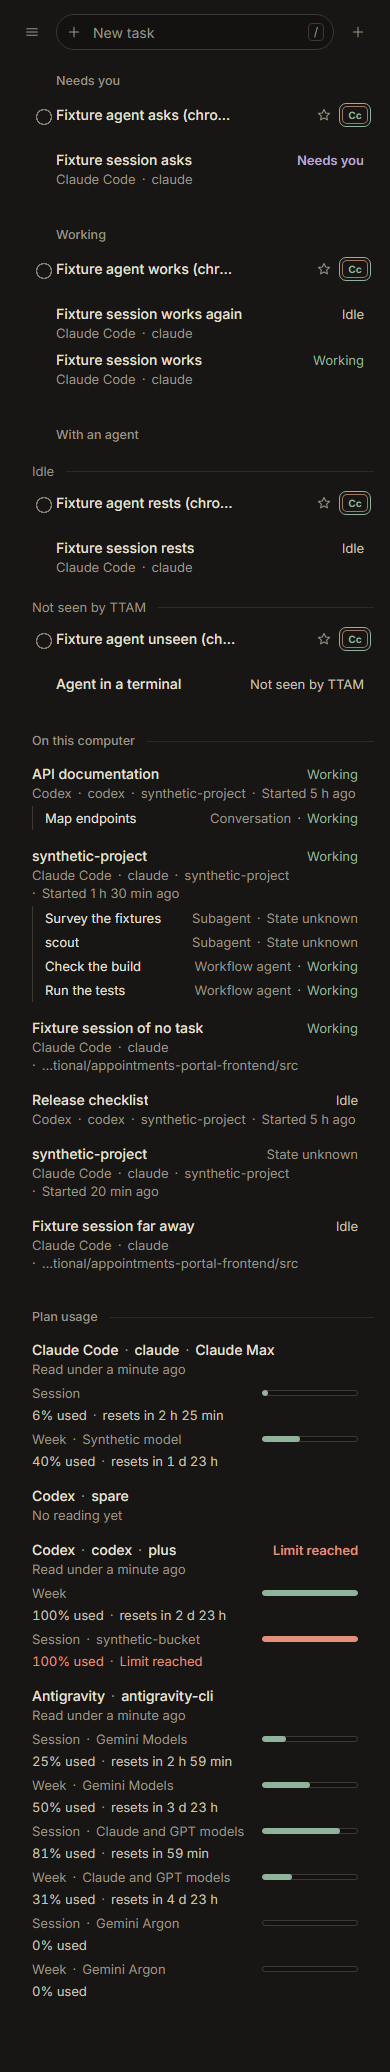 New task /
Needs you
Fixture agent asks (chro... Cc
Fixture session asks Needs you
Claude Code · claude
Working
Fixture agent works (chr... Cc
Fixture session works again Idle
Claude Code · claude
Fixture session works Working
Claude Code · claude
With an agent
Idle
Fixture agent rests (chro... Cc
Fixture session rests Idle
Claude Code · claude
Not seen by TTAM
Fixture agent unseen (ch... Cc
Agent in a terminal Not seen by TTAM
On this computer
API documentation Working
Codex · codex · synthetic-project · Started 5 h ago
Map endpoints Conversation · Working
synthetic-project Working
Claude Code · claude · synthetic-project
· Started 1 h 30 min ago
Survey the fixtures Subagent · State unknown
scout Subagent · State unknown
Check the build Workflow agent · Working
Run the tests Workflow agent · Working
Fixture session of no task Working
Claude Code · claude
· ...tional/appointments-portal-frontend/src
Release checklist Idle
Codex · codex · synthetic-project · Started 5 h ago
synthetic-project State unknown
Claude Code · claude · synthetic-project
· Started 20 min ago
Fixture session far away Idle
Claude Code · claude
· ...tional/appointments-portal-frontend/src
Plan usage
Claude Code · claude · Claude Max
Read under a minute ago
Session
6% used · resets in 2 h 25 min
Week · Synthetic model
40% used · resets in 1 d 23 h
Codex · spare
No reading yet
Codex · codex · plus Limit reached
Read under a minute ago
Week
100% used · resets in 2 d 23 h
Session · synthetic-bucket
100% used · Limit reached
Antigravity · antigravity-cli
Read under a minute ago
Session · Gemini Models
25% used · resets in 2 h 59 min
Week · Gemini Models
50% used · resets in 3 d 23 h
Session · Claude and GPT models
81% used · resets in 59 min
Week · Claude and GPT models
31% used · resets in 4 d 23 h
Session · Gemini Argon
0% used
Week · Gemini Argon
0% used